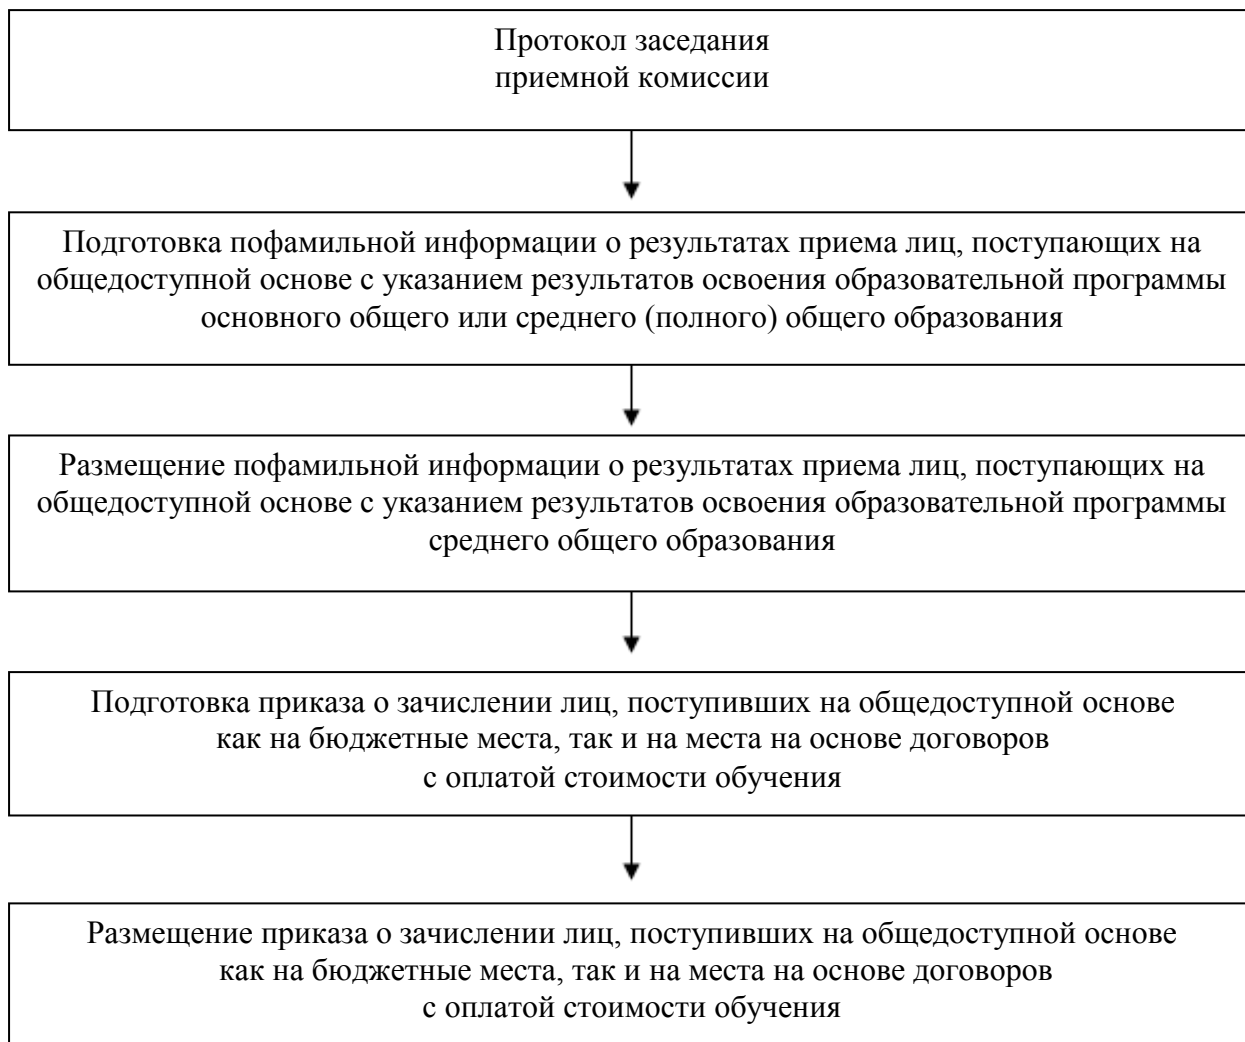 Протокол заседания
приемной комиссии
Подготовка пофамильной информации о результатах приема лиц, поступающих на
общедоступной основе с указанием результатов освоения образовательной программы
основного общего или среднего (полного) общего образования
Размещение пофамильной информации о результатах приема лиц, поступающих на
общедоступной основе с указанием результатов освоения образовательной программы
среднего общего образования
Подготовка приказа о зачислении лиц, поступивших на общедоступной основе
как на бюджетные места, так и на места на основе договоров
с оплатой стоимости обучения
Размещение приказа о зачислении лиц, поступивших на общедоступной основе
как на бюджетные места, так и на места на основе договоров
с оплатой стоимости обучения